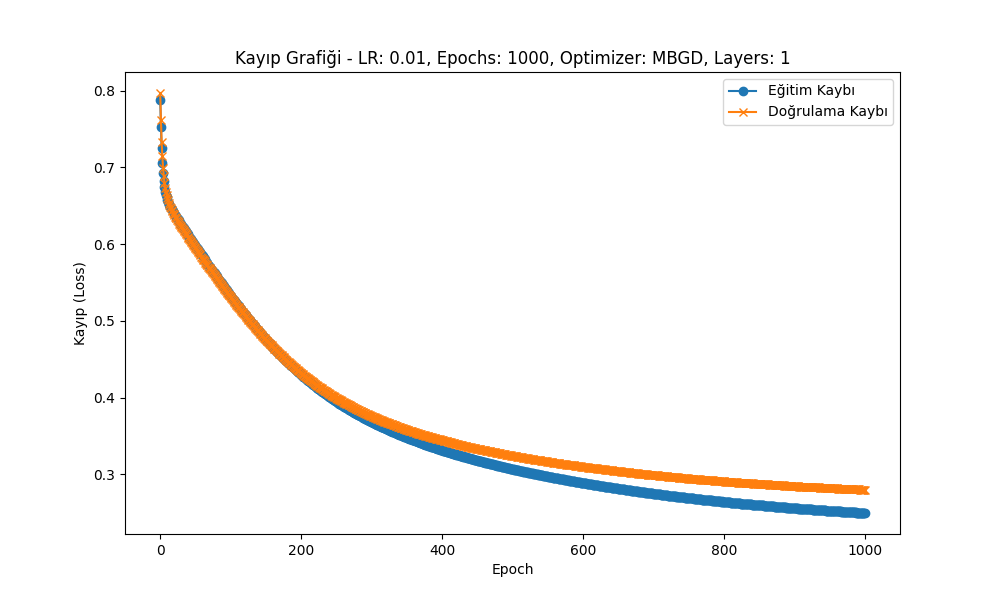 Kayıp Grafiği - LR: 0.01, Epochs: 1000, Optimizer: MBGD, Layers: 1
Eğitim Kaybı
Doğrulama Kaybı
0.8
0.7
0.6
0.5
0.4
0.3
Kayıp (Loss)
0
200
400
600
800
1000
Epoch